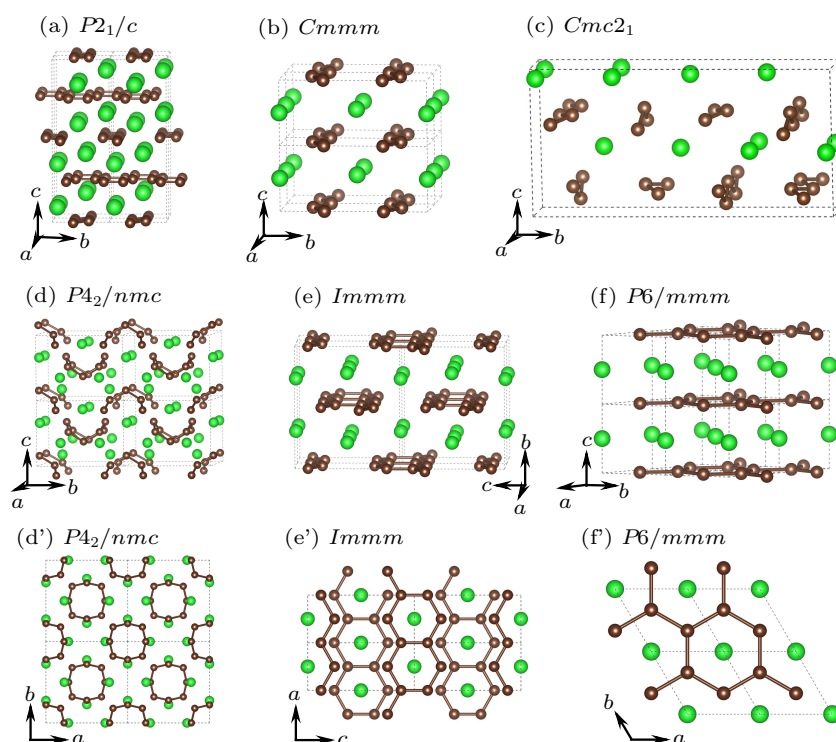 (a) P2₁/c
(b) Cmmm
(c) Cmc2₁
c
a
b
c
a
b
c
a
b
(d) P4₂/nmc
(e) Immm
(f) P6/mmm
c
a
b
b
c
a
c
a
b
(d') P4₂/nmc
(e') Immm
(f') P6/mmm
b
a
a
c
b
a